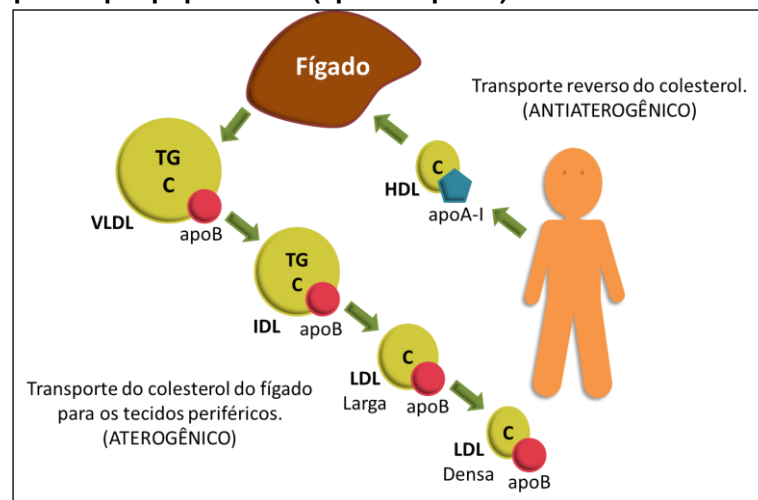 Fígado
Transporte reverso do colesterol.
(ANTIATEROGÊNICO)
TG
C
VLDL
apoB
C
HDL
apoA-I
TG
C
IDL
apoB
C
LDL
Larga
apoB
Transporte do colesterol do fígado
para os tecidos periféricos.
(ATEROGÊNICO)
C
LDL
Densa
apoB